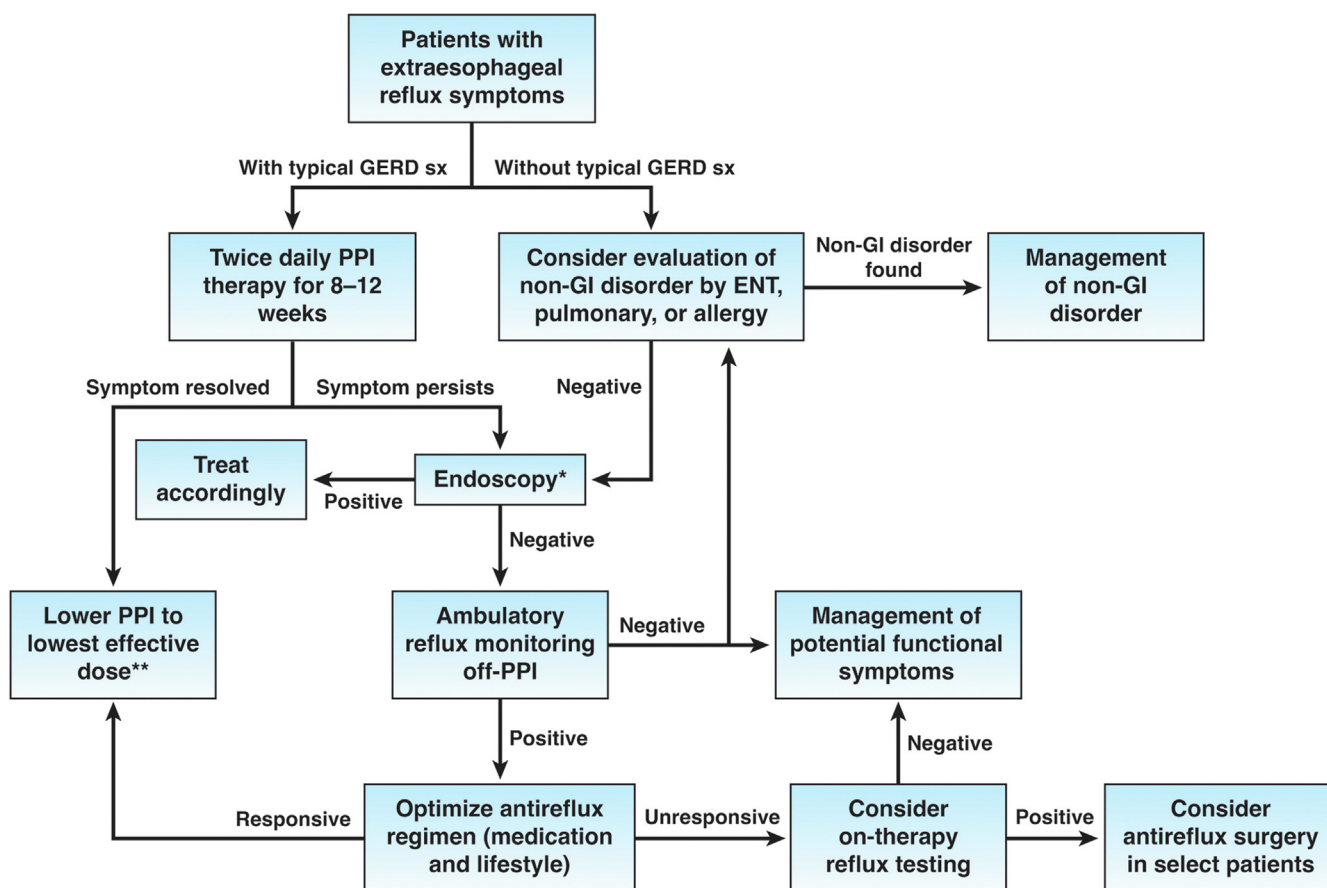 Patients with
extraesophageal
reflux symptoms
With typical GERD sx
Without typical GERD sx
Twice daily PPI
therapy for 8–12
weeks
Consider evaluation of
non-GI disorder by ENT,
pulmonary, or allergy
Non-GI disorder
found
Management
of non-GI
disorder
Symptom resolved
Symptom persists
Negative
Treat
accordingly
Positive
Endoscopy*
Negative
Lower PPI to
lowest effective
dose**
Ambulatory
reflux monitoring
off-PPI
Negative
Management of
potential functional
symptoms
Positive
Negative
Responsive
Optimize antireflux
regimen (medication
and lifestyle)
Unresponsive
Consider
on-therapy
reflux testing
Positive
Consider
antireflux surgery
in select patients